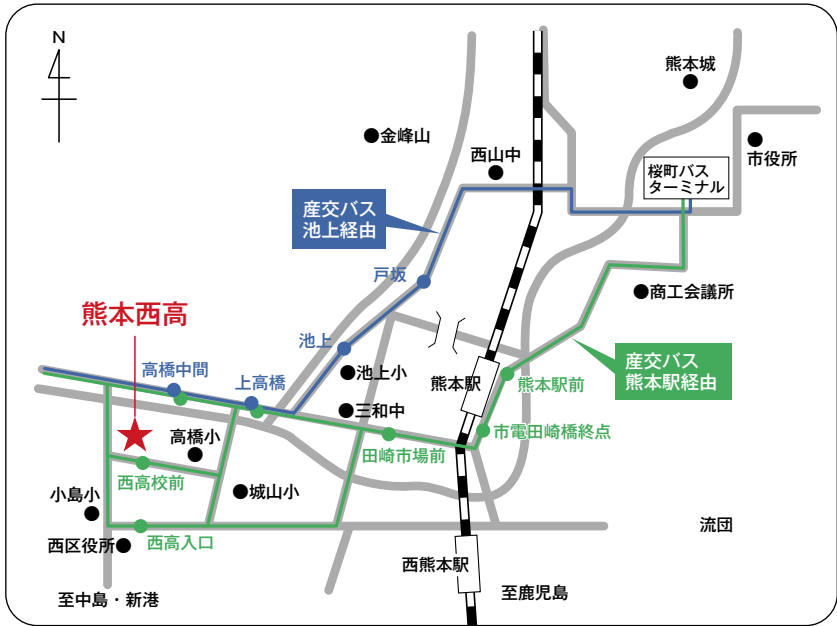 N
熊本城
金峰山
西山中
市役所
桜町バス
ターミナル
産交バス
池上経由
戸坂
商工会議所
熊本西高
池上
高橋中間
上高橋
池上小
熊本駅
熊本駅前
産交バス
熊本駅経由
三和中
市電田崎橋終点
高橋小
田崎市場前
西高校前
小島小
城山小
西区役所
西高入口
流団
西熊本駅
至中島・新港
至鹿児島